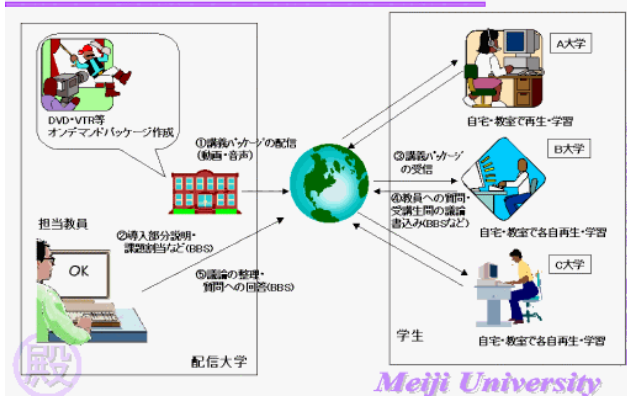 DVD・VTR等
オンデマンドパッケージ作成
①講義パッケージの配信
(動画・音声)
担当教員
②導入部分説明・
課題割当など(BBS)
OK
⑤議論の整理・
質問への回答(BBS)
配信大学
③講義パッケージ
の受信
④教員への質問・
受講生間の議論
書込み(BBSなど)
A大学
自宅・教室で再生・学習
B大学
自宅・教室で各自再生・学習
C大学
自宅・教室で各自再生・学習
学生
殿
Meiji University